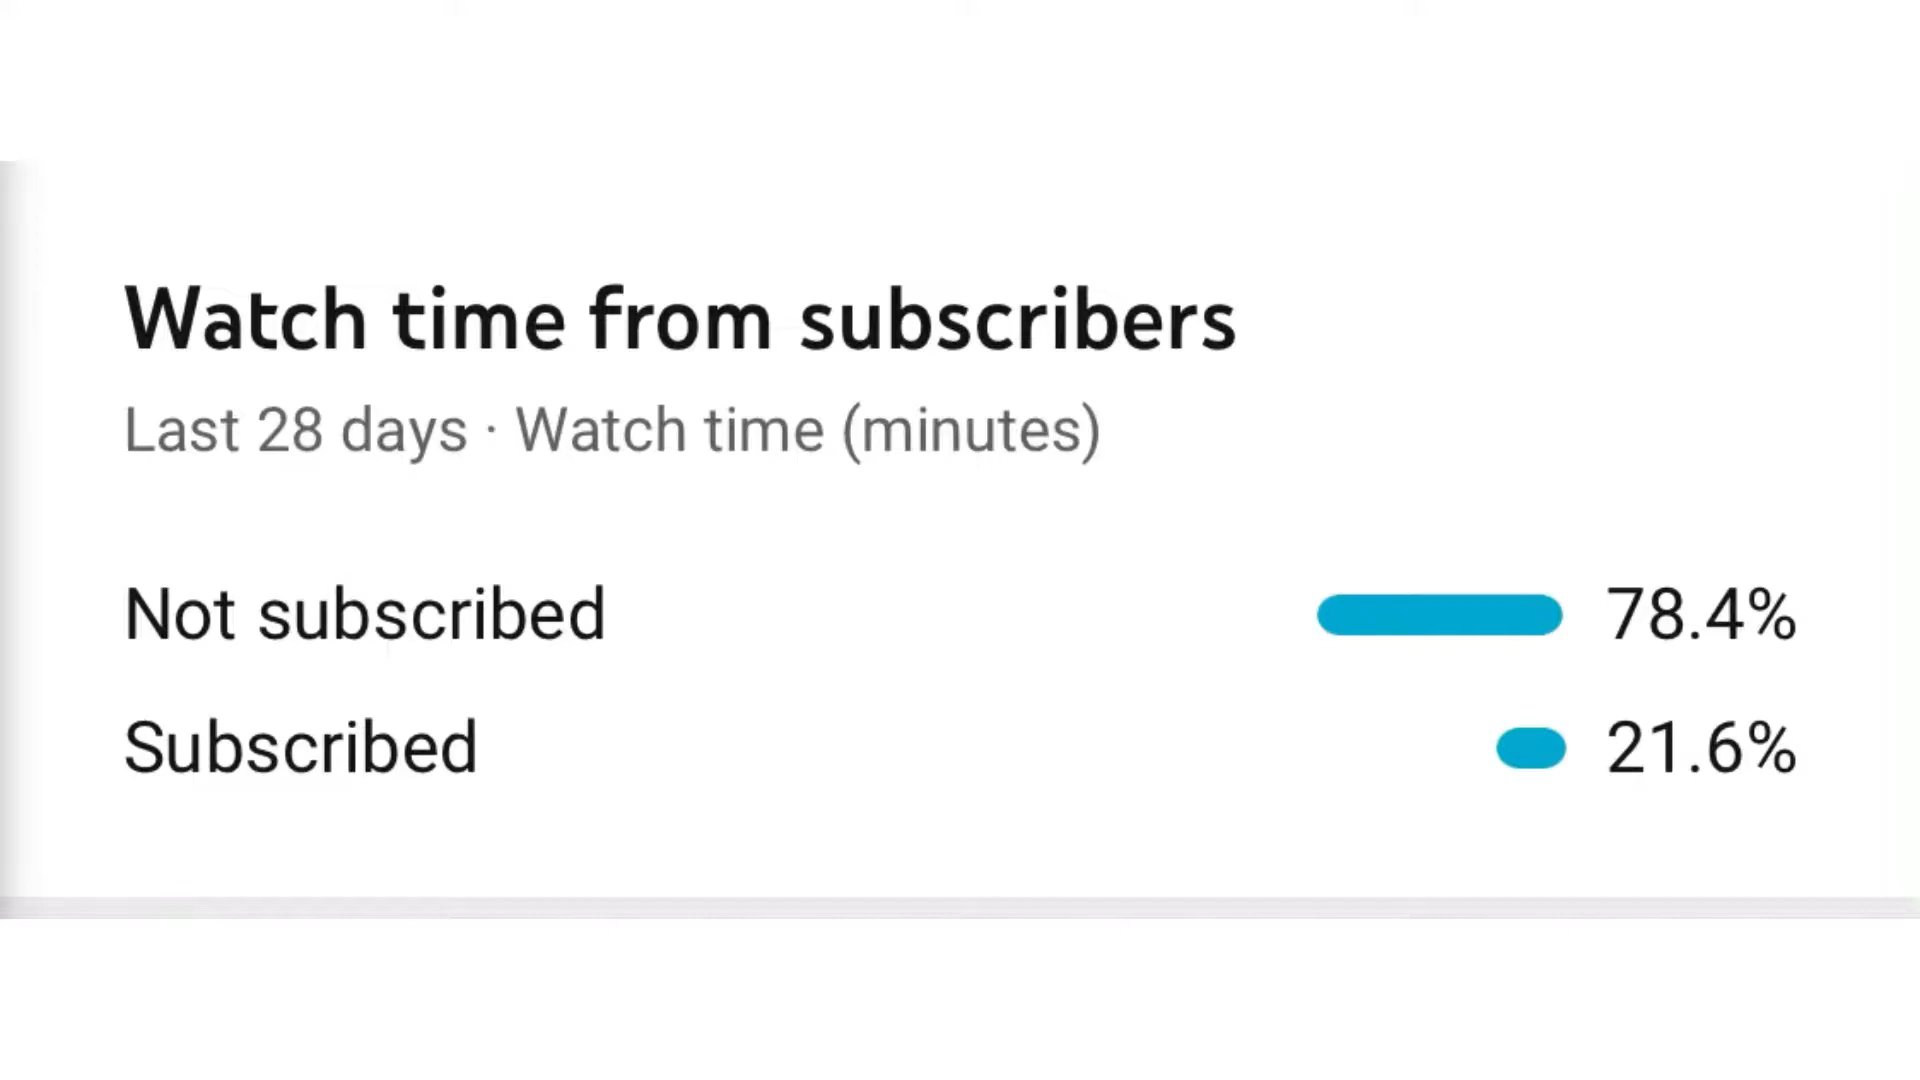 Watch time from subscribers
Last 28 days · Watch time (minutes)
Not subscribed 78.4%
Subscribed 21.6%